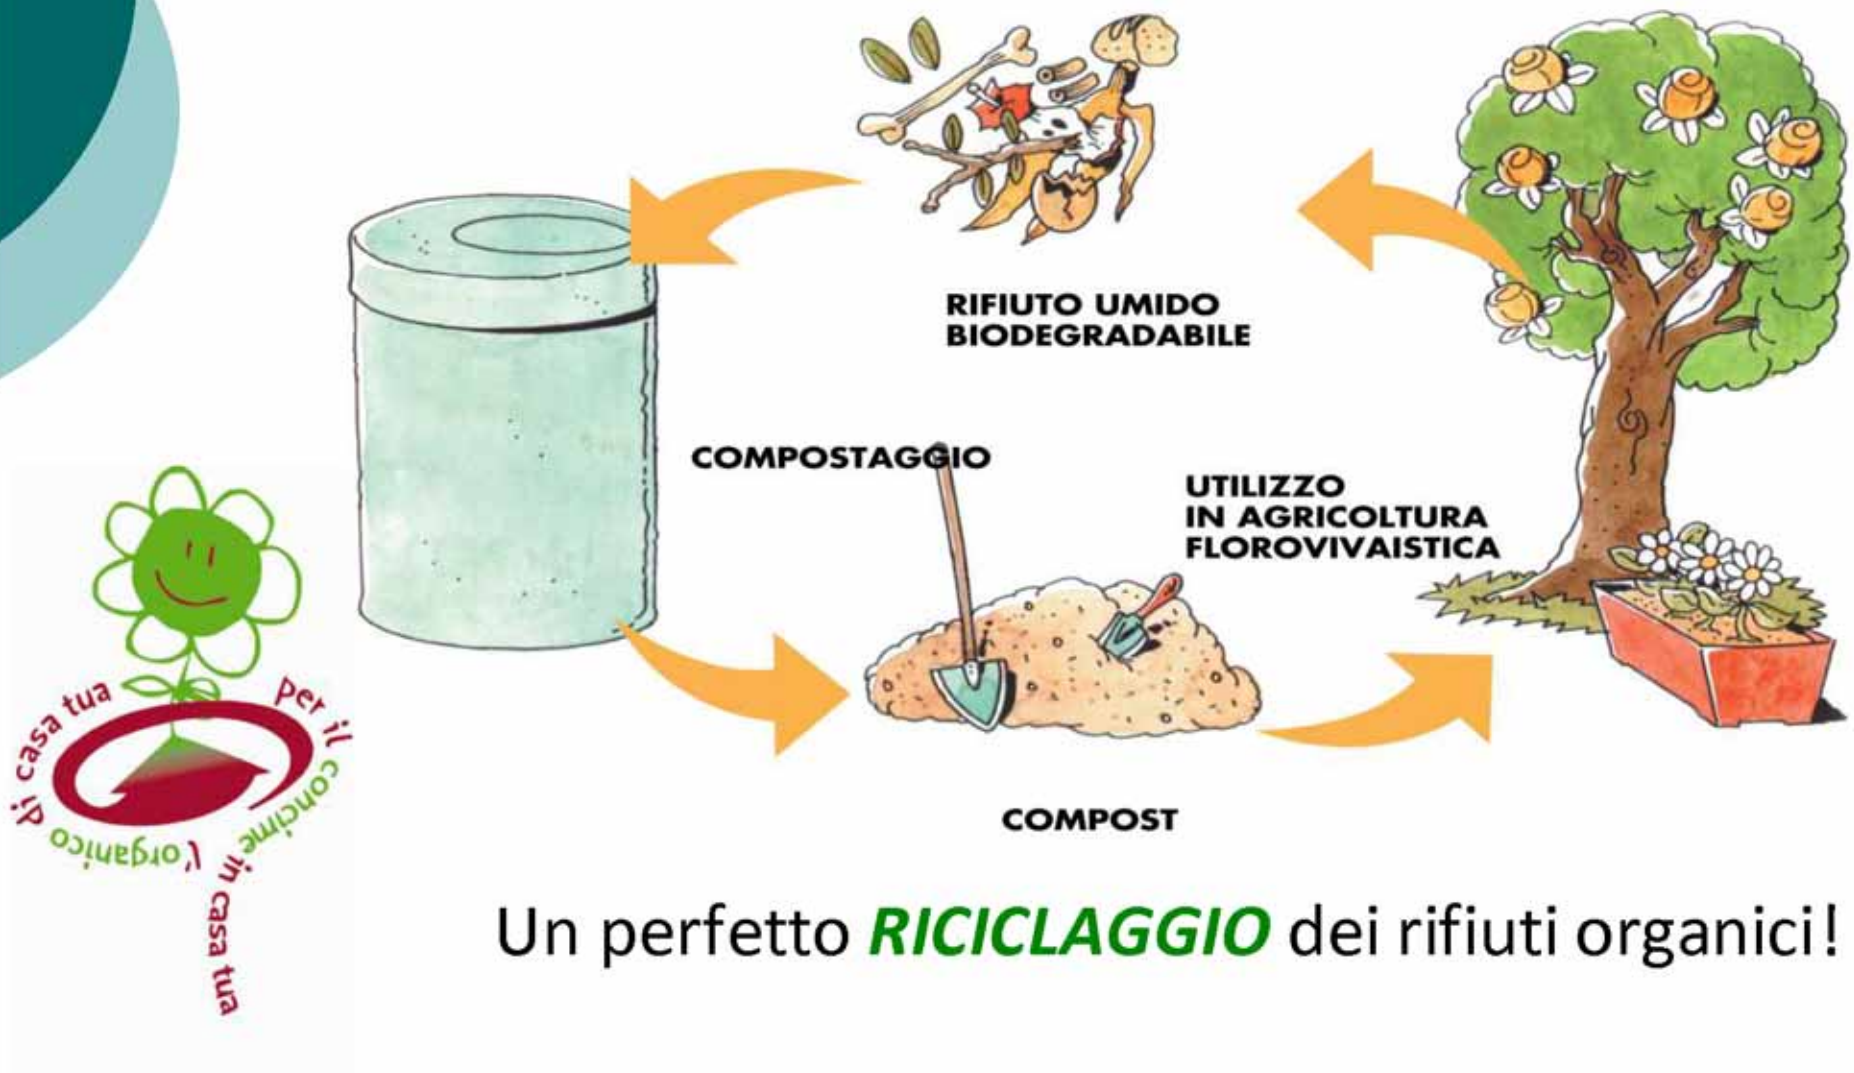 RIFIUTO UMIDO
BIODEGRADABILE
COMPOSTAGGIO
UTILIZZO
IN AGRICOLTURA
FLOROVIVAISTICA
COMPOST
l'organico di casa tua
per il concime in casa tua
Un perfetto RICICLAGGIO dei rifiuti organici!